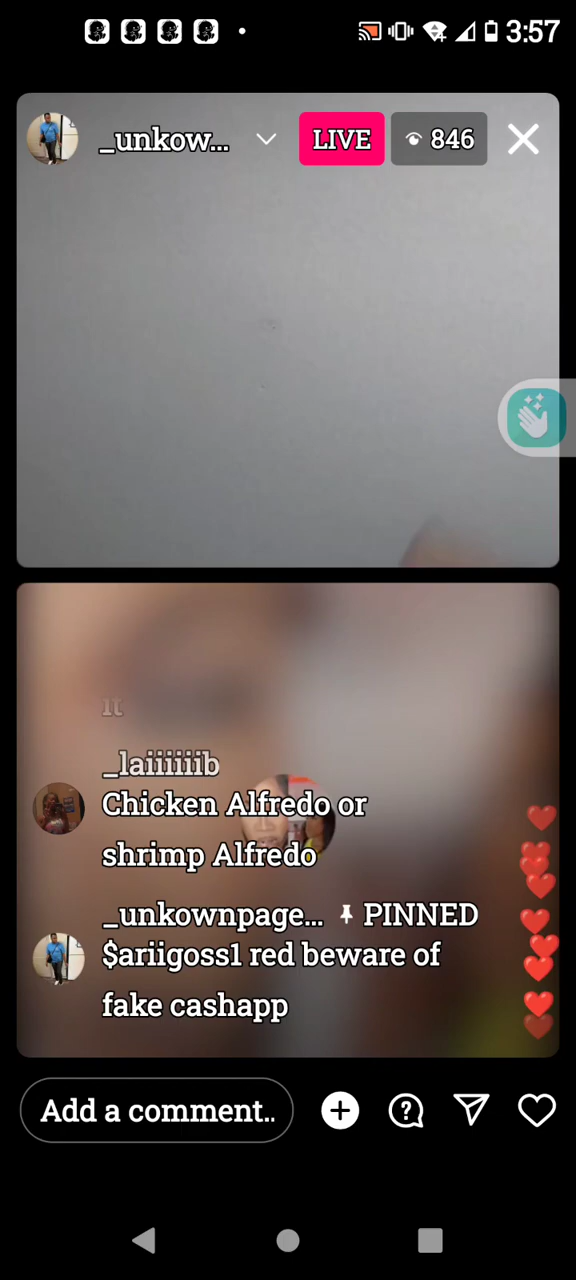 3:57
_unkow...
LIVE
846
_laiiiiiib
Chicken Alfredo or
shrimp Alfredo
_unkownpage... PINNED
$ariigoss1 red beware of
fake cashapp
Add a comment..